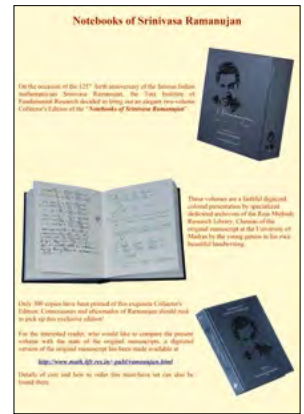 Notebooks of Srinivasa Ramanujan
On the occasion of the 125th birth anniversary of the famous Indian
mathematician Srinivasa Ramanujan, the Tata Institute of
Fundamental Research decided to bring out an elegant two-volume
Collector's Edition of the "Notebooks of Srinivasa Ramanujan"
These volumes are a faithful digitized
colored presentation by specialized
dedicated archivists of the Roja Muthiah
Research Library, Chennai of the
original manuscript at the University of
Madras by the young genius in his own
beautiful handwriting.
Only 300 copies have been printed of this exquisite Collector's
Edition. Connoisseurs and aficionados of Ramanujan should rush
to pick up this exclusive edition!
For the interested reader, who would like to compare the present
volume with the state of the original manuscripts, a digitized
version of the original manuscript has been made available at
http://www.math.tifr.res.in/~publ/ramanujan.html
Details of cost and how to order this must-have set can also be
found there.